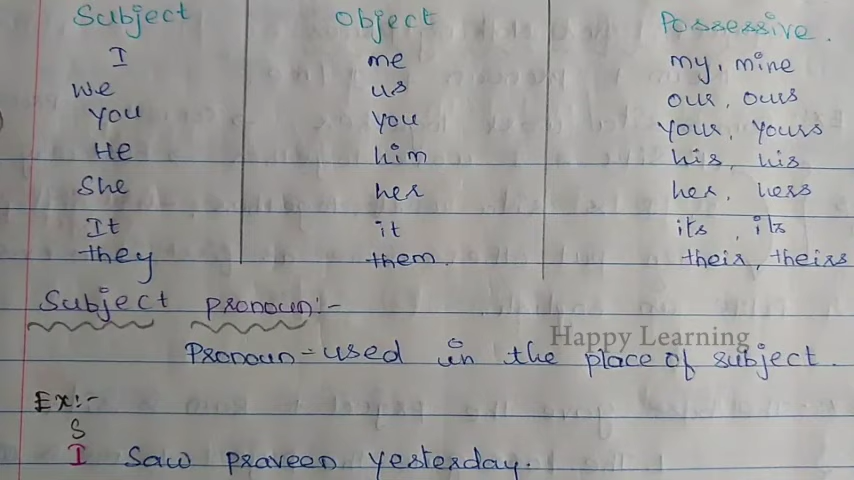 Subject Object Possessive.
I me my, mine
We us our, ours
you you your, yours
He him his, his
She her her, hers
It it its, its
they them. their, theirs
Subject pronoun:-
Happy Learning
Pronoun = used in the place of subject.
Ex:-
S
I Saw praveen yesterday.